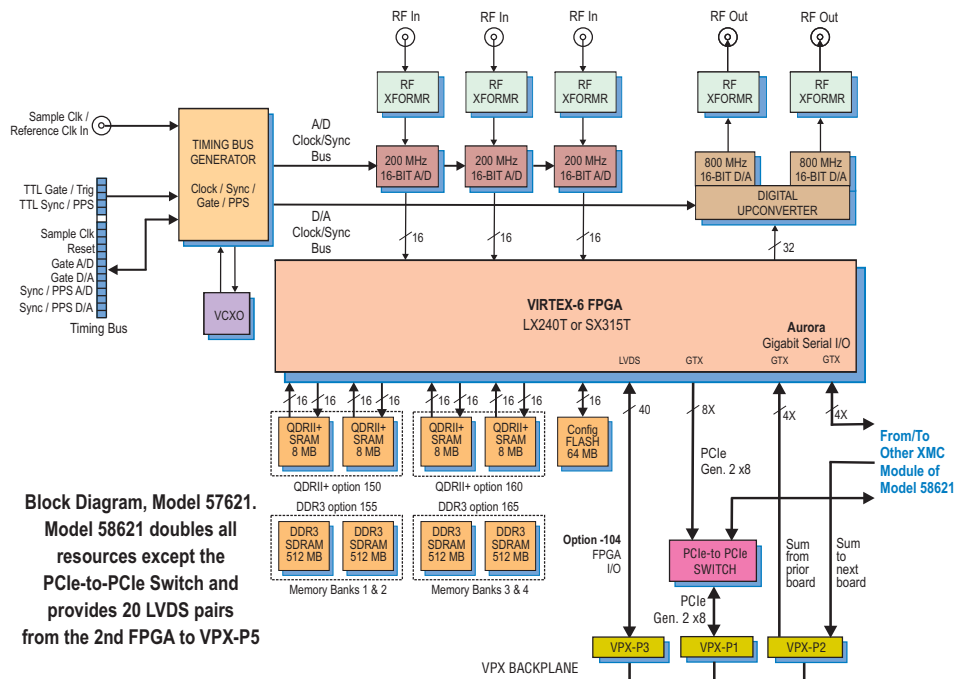 RF In
RF In
RF In
RF Out
RF Out
RF
XFORMR
RF
XFORMR
RF
XFORMR
RF
XFORMR
RF
XFORMR
Sample Clk /
Reference Clk In
TIMING BUS
GENERATOR
Clock / Sync /
Gate / PPS
A/D
Clock/Sync
Bus
200 MHz
16-BIT A/D
200 MHz
16-BIT A/D
200 MHz
16-BIT A/D
800 MHz
16-BIT D/A
800 MHz
16-BIT D/A
DIGITAL
UPCONVERTER
TTL Gate / Trig
TTL Sync / PPS
Sample Clk
Reset
Gate A/D
Gate D/A
Sync / PPS A/D
Sync / PPS D/A
Timing Bus
D/A
Clock/Sync
Bus
16
16
16
32
VCXO
VIRTEX-6 FPGA
LX240T or SX315T
Aurora
Gigabit Serial I/O
LVDS
GTX
GTX
GTX
16
16
16
16
16
16
16
16
16
40
8X
4X
4X
QDRII+
SRAM
8 MB
QDRII+
SRAM
8 MB
QDRII+
SRAM
8 MB
QDRII+
SRAM
8 MB
Config
FLASH
64 MB
QDRII+ option 150
QDRII+ option 160
DDR3 option 155
DDR3 option 165
DDR3
SDRAM
512 MB
DDR3
SDRAM
512 MB
DDR3
SDRAM
512 MB
DDR3
SDRAM
512 MB
Memory Banks 1 & 2
Memory Banks 3 & 4
PCIe
Gen. 2 x8
From/To
Other XMC
Module of
Model 58621
Option -104
FPGA
I/O
PCIe-to PCIe
SWITCH
Sum
from
prior
board
Sum
to
next
board
PCIe
Gen. 2 x8
VPX-P3
VPX-P1
VPX-P2
VPX BACKPLANE
Block Diagram, Model 57621.
Model 58621 doubles all
resources except the
PCIe-to-PCIe Switch and
provides 20 LVDS pairs
from the 2nd FPGA to VPX-P5